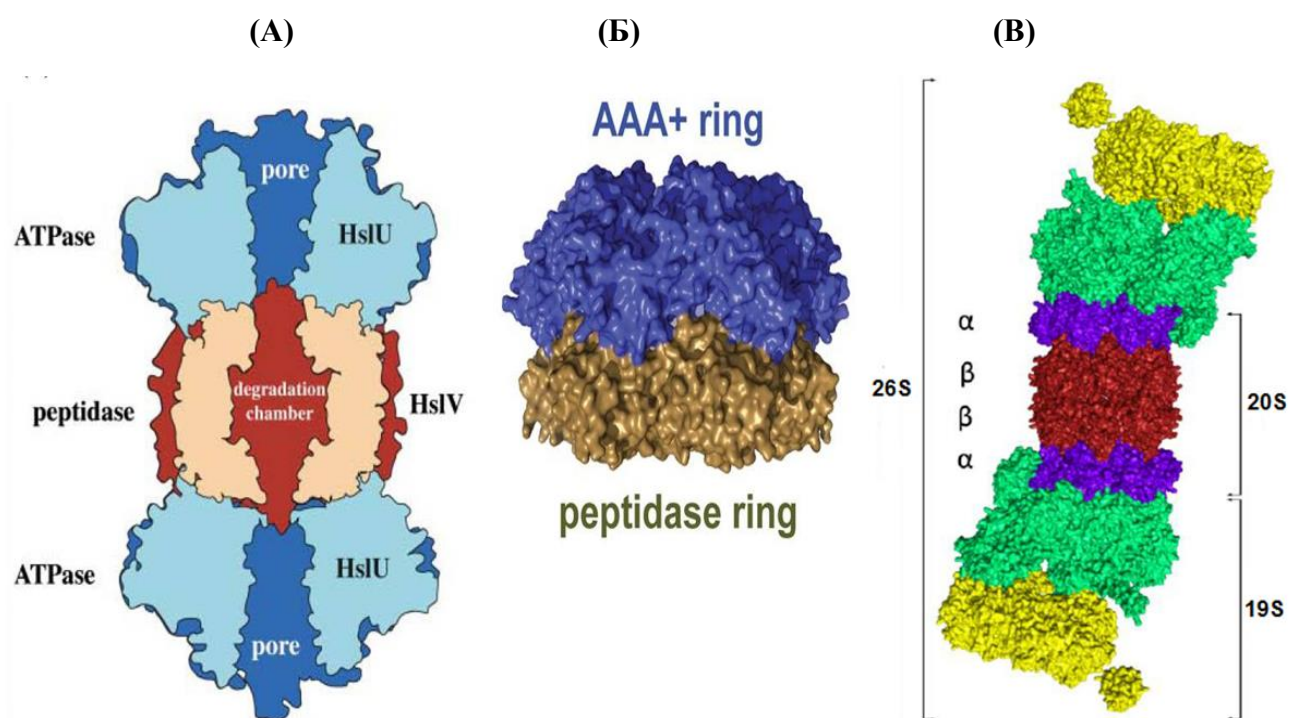 (А)
(Б)
(В)
pore
ATPase
HslU
peptidase
degradation
chamber
HslV
ATPase
HslU
pore
AAA+ ring
peptidase ring
26S
α
β
β
α
20S
19S